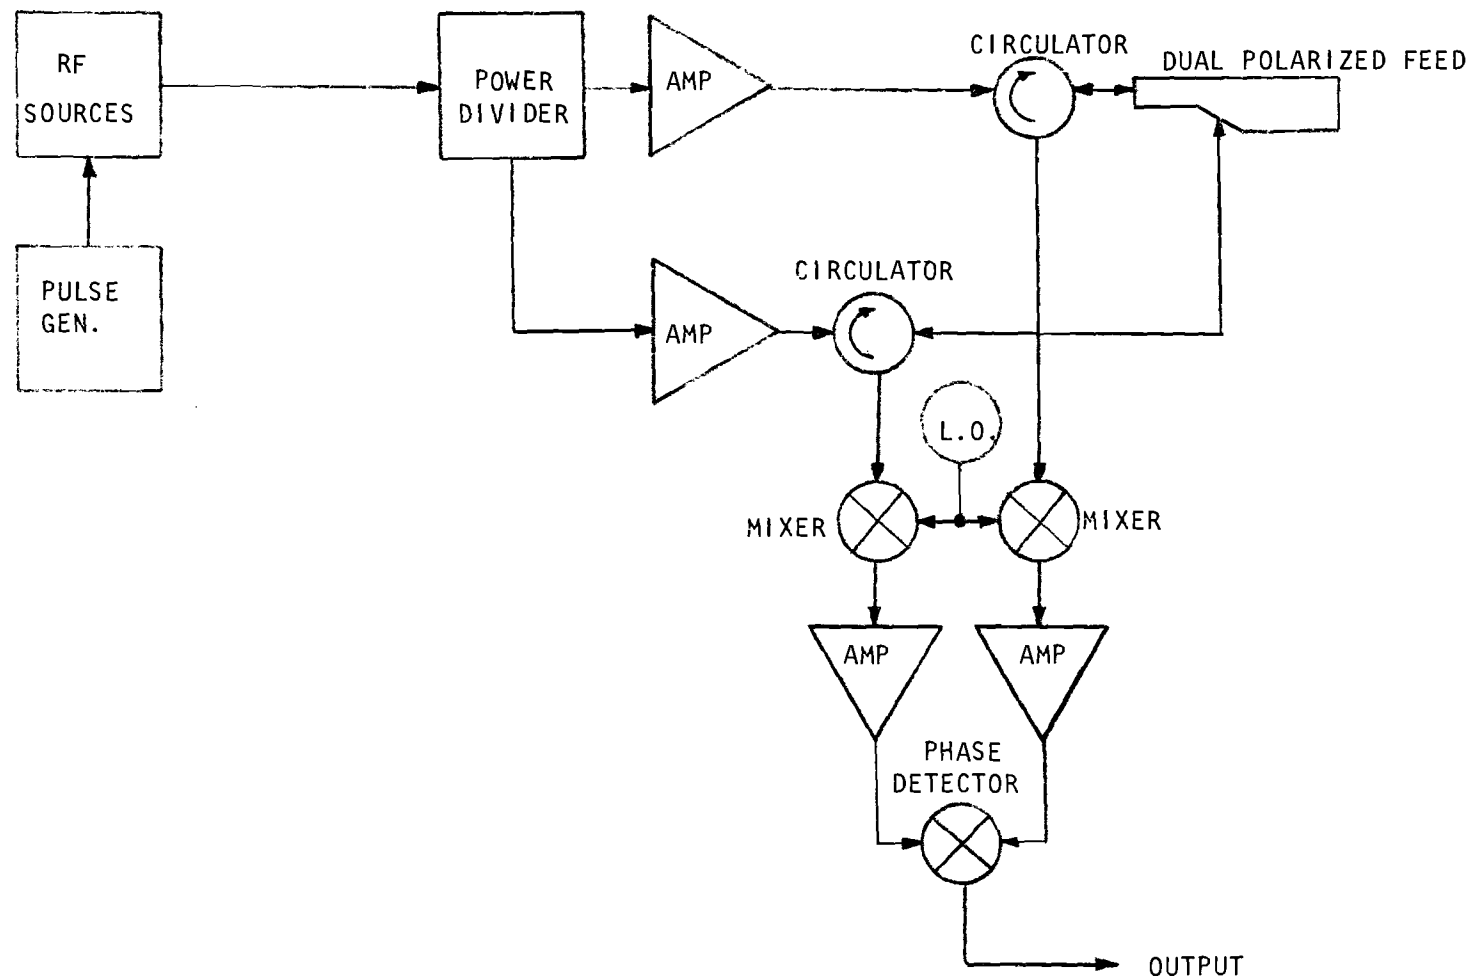 RF
SOURCES
POWER
DIVIDER
AMP
CIRCULATOR
DUAL POLARIZED FEED
PULSE
GEN.
AMP
CIRCULATOR
L.O.
MIXER
MIXER
AMP
AMP
PHASE
DETECTOR
OUTPUT